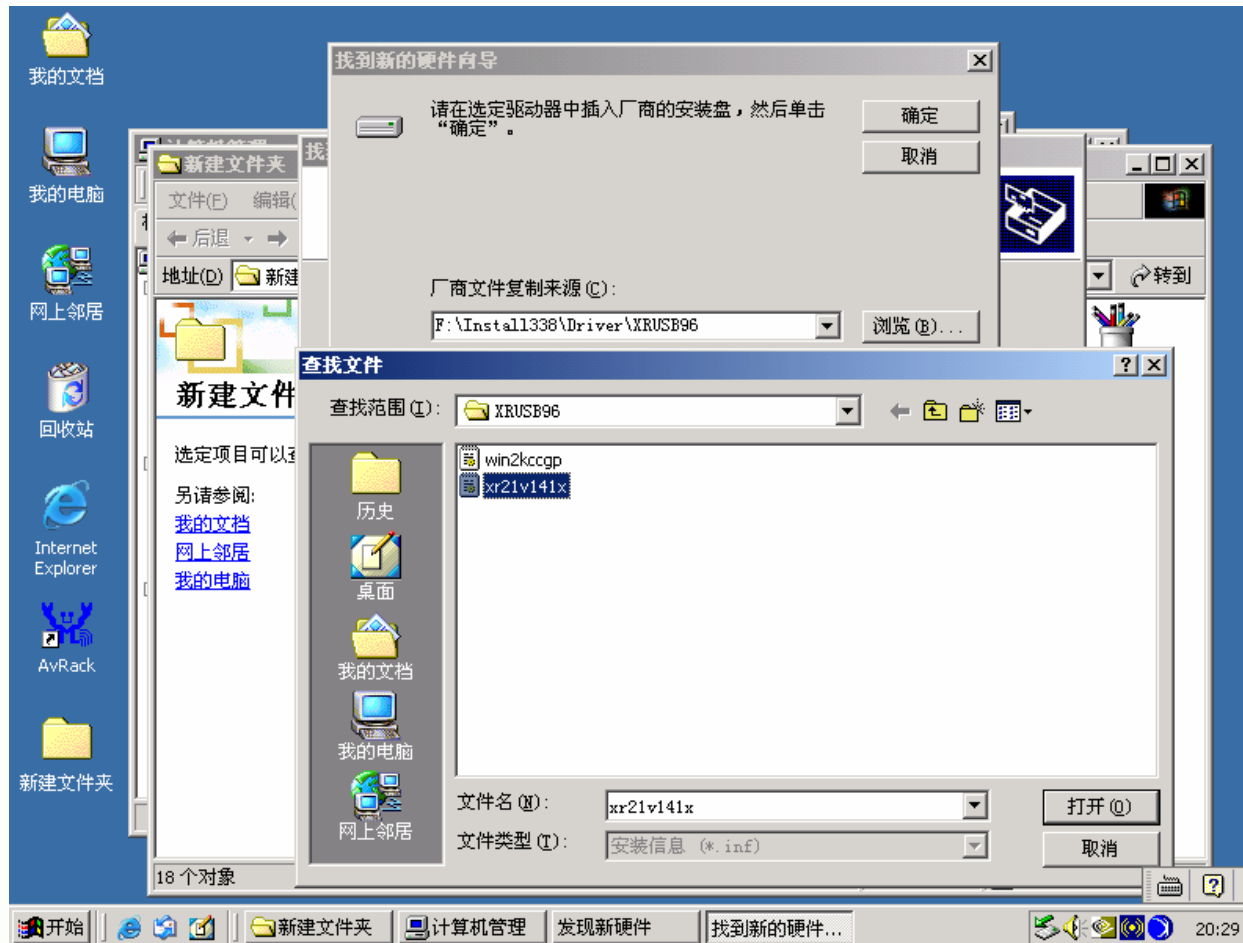 我的文档
我的电脑
网上邻居
回收站
Internet
Explorer
AvRack
新建文件夹
找到新的硬件向导
请在选定驱动器中插入厂商的安装盘，然后单击
“确定”。
确定
取消
厂商文件复制来源(C):
F:\Install338\Driver\XRUSB96
浏览(B)...
计算机管理
新建文件夹
找
文件(F) 编辑(
后退
地址(D) 新建
转到
新建文件
选定项目可以
另请参阅:
我的文档
网上邻居
我的电脑
18 个对象
查找文件
查找范围(I):
XRUSB96
win2kccgp
xr21v141x
历史
桌面
我的文档
我的电脑
网上邻居
文件名(N):
xr21v141x
打开(O)
文件类型(T):
安装信息 (*.inf)
取消
开始
新建文件夹
计算机管理
发现新硬件
找到新的硬件...
20:29